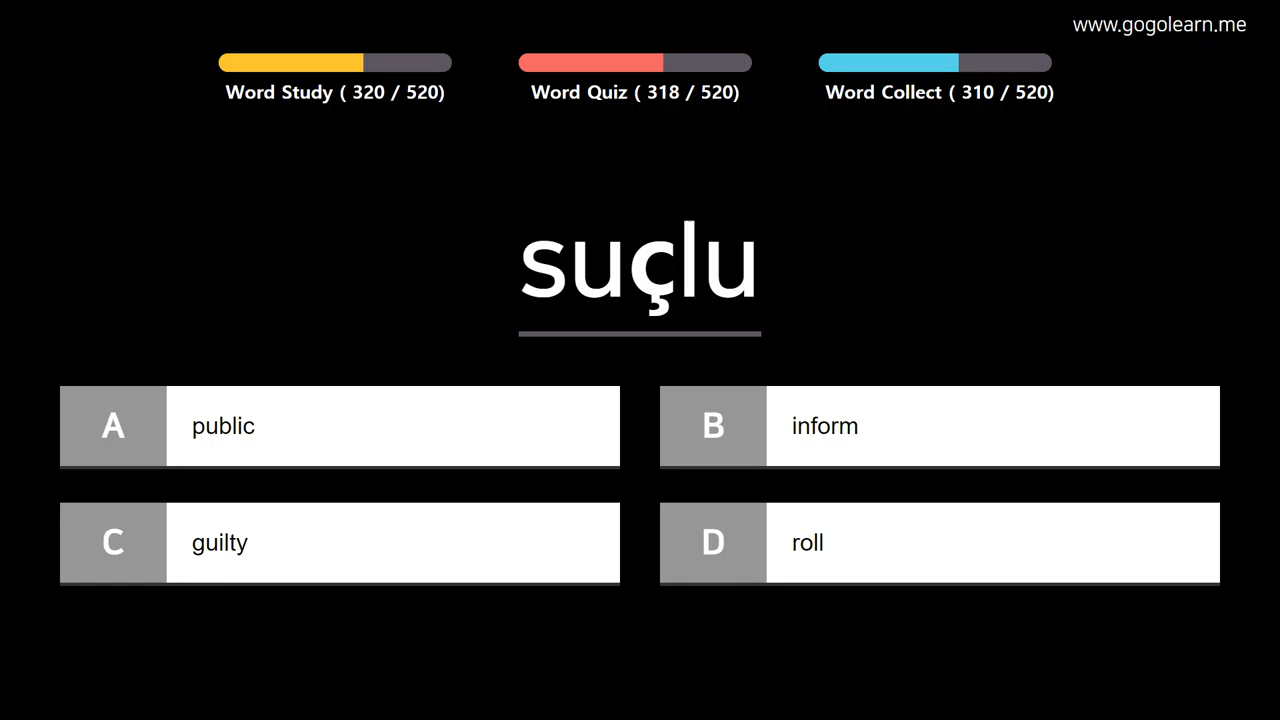 www.gogolearn.me
Word Study ( 320 / 520)
Word Quiz ( 318 / 520)
Word Collect ( 310 / 520)
suçlu
A public
B inform
C guilty
D roll